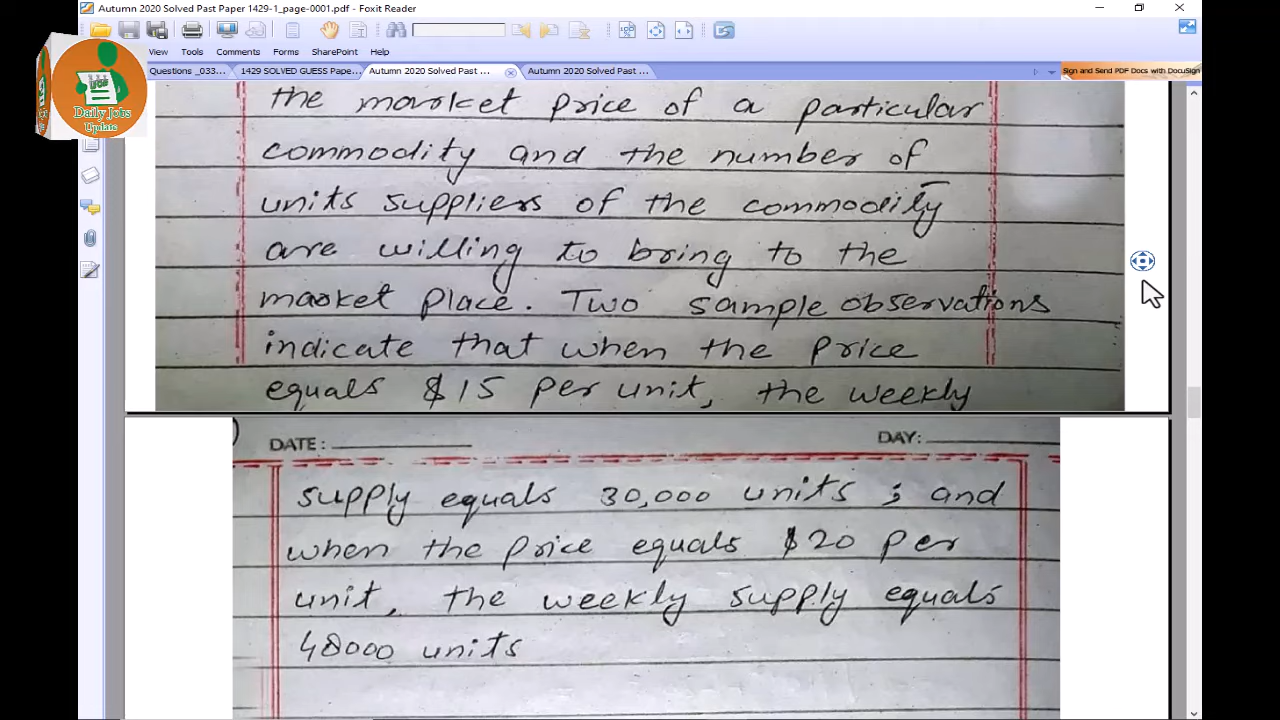 Autumn 2020 Solved Past Paper 1429-1_page-0001.pdf - Foxit Reader
View Tools Comments Forms SharePoint Help
Questions _033... 1429 SOLVED GUESS Pape... Autumn 2020 Solved Past ... Autumn 2020 Solved Past ... Sign and Send PDF Docs with DocuSign
Daily Jobs
Update
the market price of a particular
commodity and the number of
units suppliers of the commodity
are willing to bring to the
market place. Two sample observations
indicate that when the price
equals $15 per unit, the weekly
DATE: DAY:
supply equals 30,000 units ; and
when the price equals $20 per
unit, the weekly supply equals
48000 units